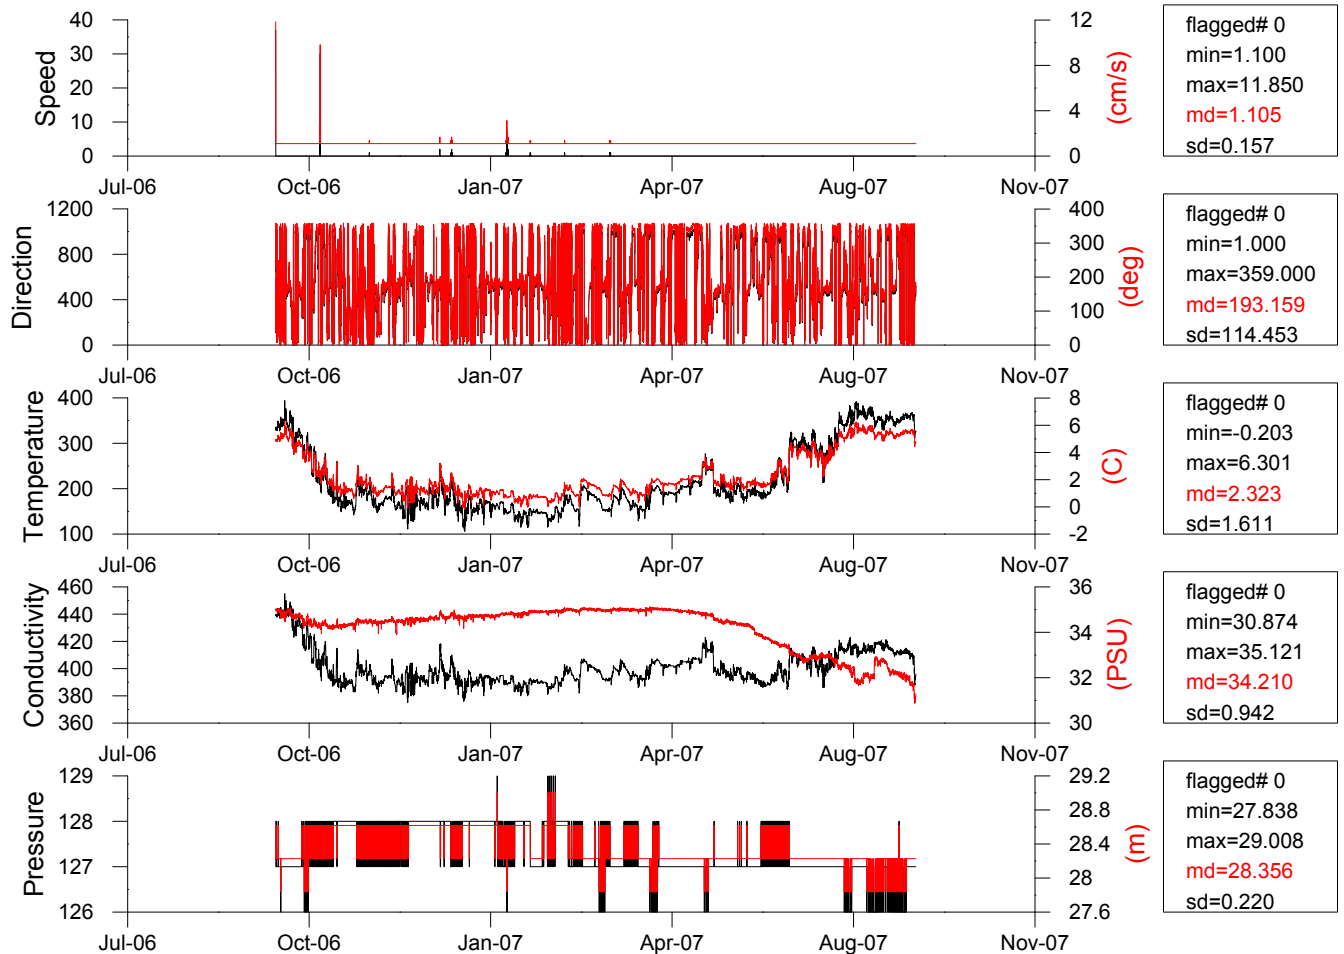 40
30
20
10
0
Speed
12
8
4
0
(cm/s)
Jul-06
Oct-06
Jan-07
Apr-07
Aug-07
Nov-07
flagged# 0
min=1.100
max=11.850
md=1.105
sd=0.157
1200
800
400
0
Direction
400
300
200
100
0
(deg)
Jul-06
Oct-06
Jan-07
Apr-07
Aug-07
Nov-07
flagged# 0
min=1.000
max=359.000
md=193.159
sd=114.453
400
300
200
100
Temperature
8
6
4
2
0
-2
(C)
Jul-06
Oct-06
Jan-07
Apr-07
Aug-07
Nov-07
flagged# 0
min=-0.203
max=6.301
md=2.323
sd=1.611
460
440
420
400
380
360
Conductivity
36
34
32
30
(PSU)
Jul-06
Oct-06
Jan-07
Apr-07
Aug-07
Nov-07
flagged# 0
min=30.874
max=35.121
md=34.210
sd=0.942
129
128
127
126
Pressure
29.2
28.8
28.4
28
27.6
(m)
Jul-06
Oct-06
Jan-07
Apr-07
Aug-07
Nov-07
flagged# 0
min=27.838
max=29.008
md=28.356
sd=0.220